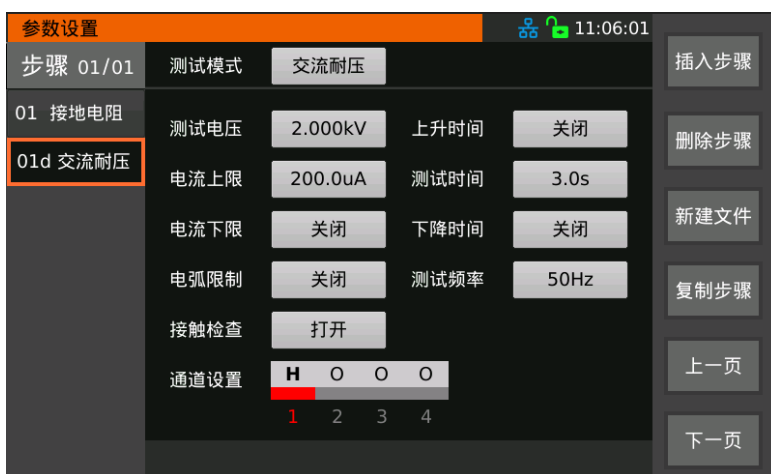 参数设置 11:06:01
步骤 01/01 测试模式 交流耐压 插入步骤
01 接地电阻 测试电压 2.000kV 上升时间 关闭 删除步骤
01d 交流耐压 电流上限 200.0uA 测试时间 3.0s
电流下限 关闭 下降时间 关闭 新建文件
电弧限制 关闭 测试频率 50Hz 复制步骤
接触检查 打开
通道设置 H O O O 上一页
1 2 3 4
下一页